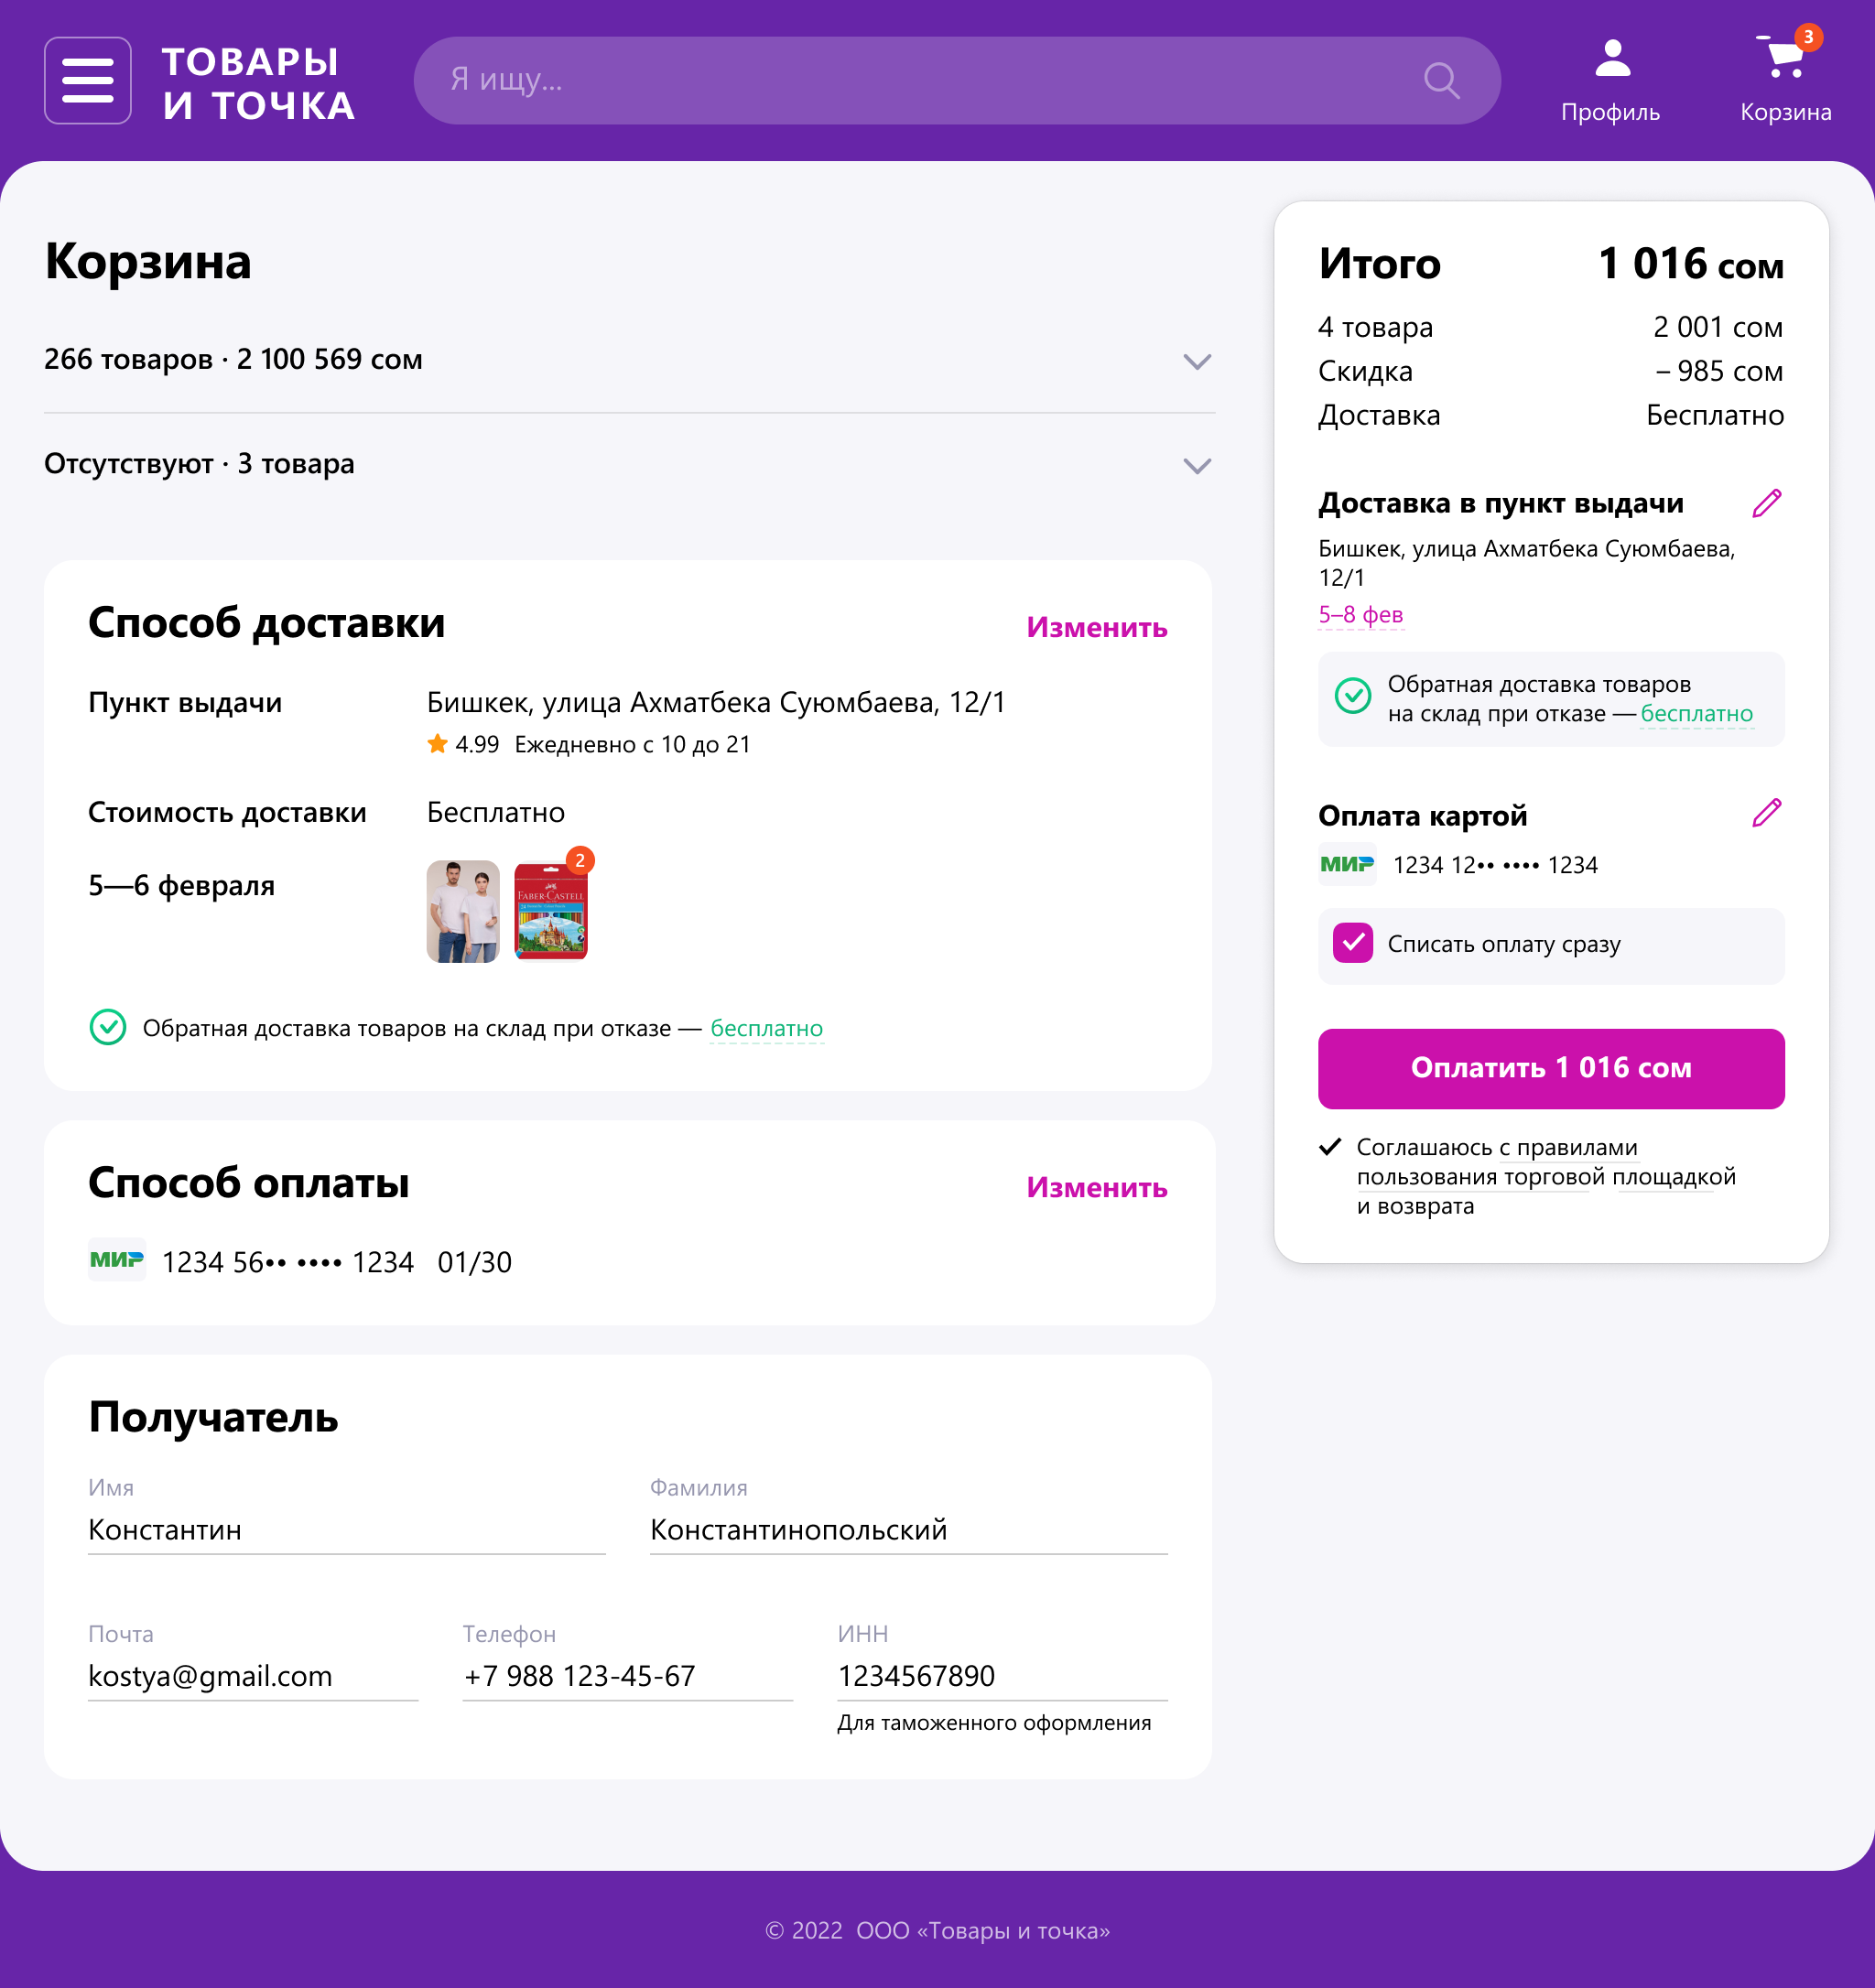 ТОВАРЫ
И ТОЧКА
Я ищу...
Профиль
3
Корзина
Корзина
266 товаров · 2 100 569 сом
Отсутствуют · 3 товара
Способ доставки
Изменить
Пункт выдачи
Бишкек, улица Ахматбека Суюмбаева, 12/1
4.99 Ежедневно с 10 до 21
Стоимость доставки
Бесплатно
5—6 февраля
2
FABER-CASTELL
Обратная доставка товаров на склад при отказе — бесплатно
Способ оплаты
Изменить
МИР 1234 56•• •••• 1234 01/30
Получатель
Имя
Константин
Фамилия
Константинопольский
Почта
kostya@gmail.com
Телефон
+7 988 123-45-67
ИНН
1234567890
Для таможенного оформления
Итого 1 016 сом
4 товара 2 001 сом
Скидка – 985 сом
Доставка Бесплатно
Доставка в пункт выдачи
Бишкек, улица Ахматбека Суюмбаева,
12/1
5–8 фев
Обратная доставка товаров
на склад при отказе — бесплатно
Оплата картой
МИР 1234 12•• •••• 1234
Списать оплату сразу
Оплатить 1 016 сом
Соглашаюсь с правилами
пользования торговой площадкой
и возврата
© 2022 ООО «Товары и точка»